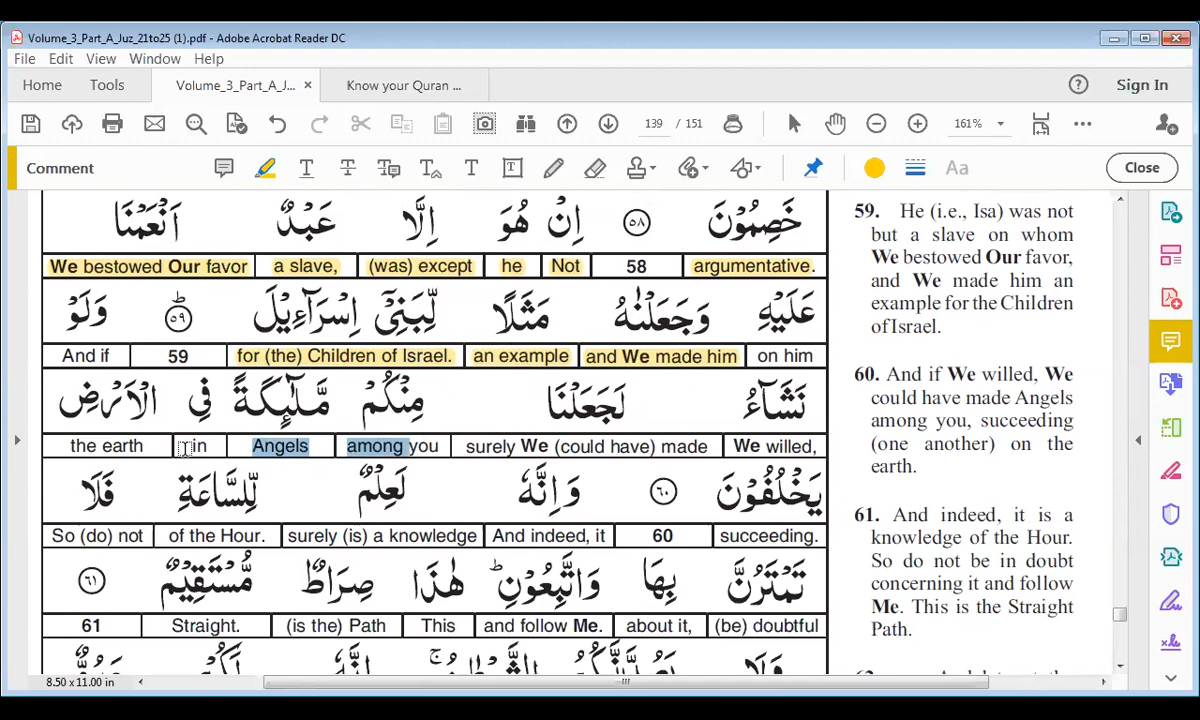 Volume_3_Part_A_Juz_21to25 (1).pdf - Adobe Acrobat Reader DC
File Edit View Window Help
Home Tools Volume_3_Part_A_J... × Know your Quran ... Sign In
139 / 151 161%
Comment Close
خَصِمُوۡنَ ﴿٥٨﴾ اِنۡ هُوَ اِلَّا عَبۡدٌ اَنۡعَمۡنَا
We bestowed Our favor a slave, (was) except he Not 58 argumentative.
عَلَيۡهِ وَجَعَلۡنٰهُ مَثَلًا لِّبَنِىۡۤ اِسۡرَآءِيۡلَ ﴿٥٩﴾ وَلَوۡ
And if 59 for (the) Children of Israel. an example and We made him on him
نَشَآءُ لَجَعَلۡنَا مِنۡكُمۡ مَّلٰٓٮِٕكَةً فِى الۡاَرۡضِ
the earth in Angels among you surely We (could have) made We willed,
يَخۡلُفُوۡنَ ﴿٦٠﴾ وَاِنَّهٗ لَعِلۡمٌ لِّلسَّاعَةِ فَلَا
So (do) not of the Hour. surely (is) a knowledge And indeed, it 60 succeeding.
تَمۡتَرُنَّ بِهَا وَاتَّبِعُوۡنِ‌ؕ هٰذَا صِرَاطٌ مُّسۡتَقِيۡمٌ ﴿٦١﴾
61 Straight. (is the) Path This and follow Me. about it, (be) doubtful
59. He (i.e., Isa) was not
but a slave on whom
We bestowed Our favor,
and We made him an
example for the Children
of Israel.
60. And if We willed, We
could have made Angels
among you, succeeding
(one another) on the
earth.
61. And indeed, it is a
knowledge of the Hour.
So do not be in doubt
concerning it and follow
Me. This is the Straight
Path.
8.50 x 11.00 in